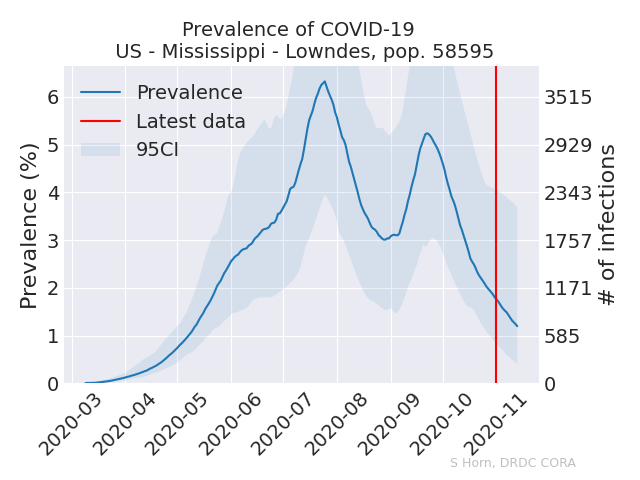 Prevalence of COVID-19
US - Mississippi - Lowndes, pop. 58595
Prevalence
Latest data
95CI
Prevalence (%)
6
5
4
3
2
1
0
3515
2929
2343
1757
1171
585
0
# of infections
2020-03
2020-04
2020-05
2020-06
2020-07
2020-08
2020-09
2020-10
2020-11
S Horn, DRDC CORA